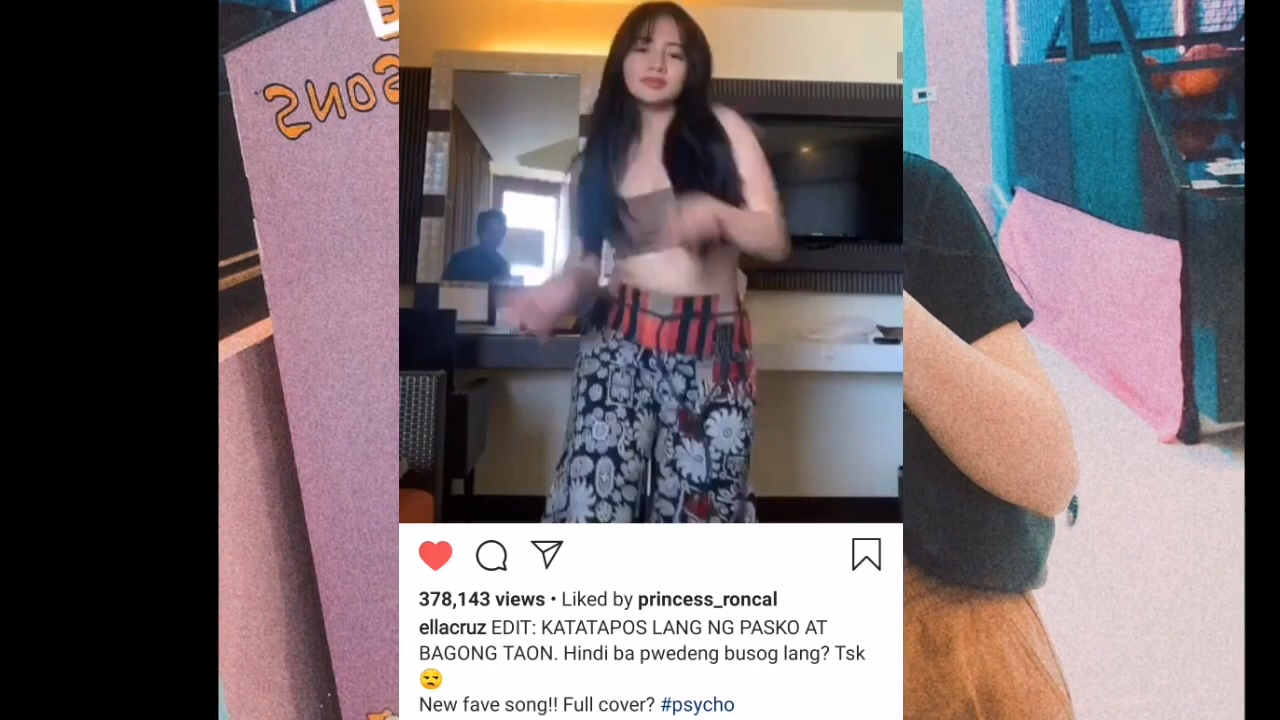 SNOS
378,143 views • Liked by princess_roncal
ellacruz EDIT: KATATAPOS LANG NG PASKO AT
BAGONG TAON. Hindi ba pwedeng busog lang? Tsk
😒
New fave song!! Full cover? #psycho